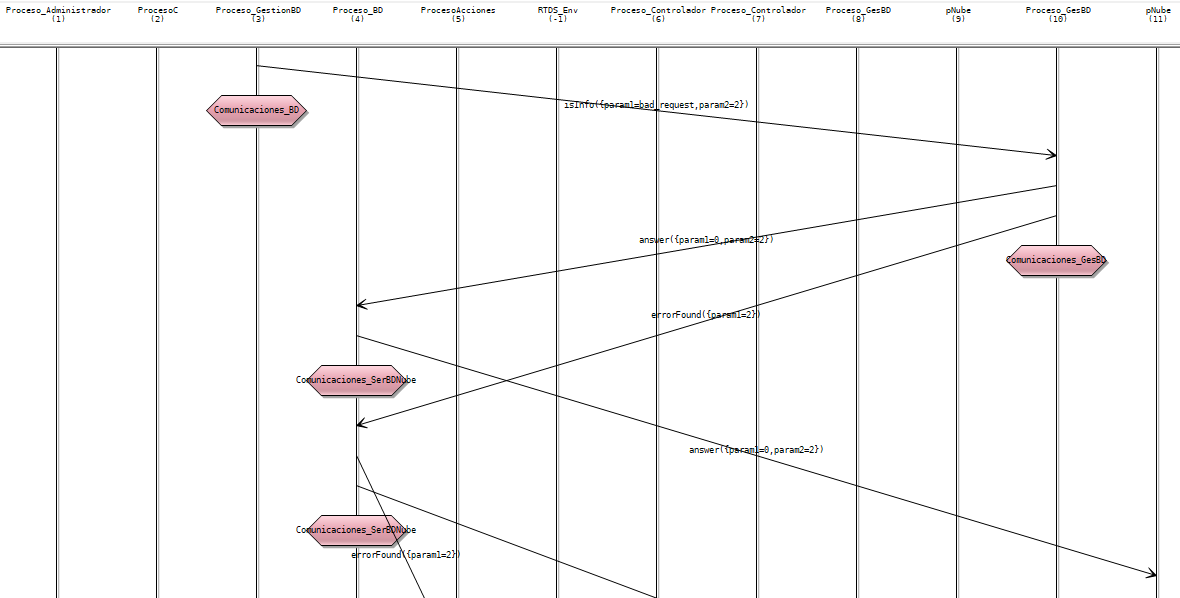 Proceso_Administrador
(1)
ProcesoC
(2)
Proceso_GestionBD
(3)
Proceso_BD
(4)
ProcesoAcciones
(5)
RTDS_Env
(-1)
Proceso_Controlador
(6)
Proceso_Controlador
(7)
Proceso_GesBD
(8)
pNube
(9)
Proceso_GesBD
(10)
pNube
(11)
isInfo({param1=bad_request,param2=2})
Comunicaciones_BD
answer({param1=0,param2=2})
Comunicaciones_GesBD
errorFound({param1=2})
Comunicaciones_SerBDNube
answer({param1=0,param2=2})
Comunicaciones_SerBDNube
errorFound({param1=2})